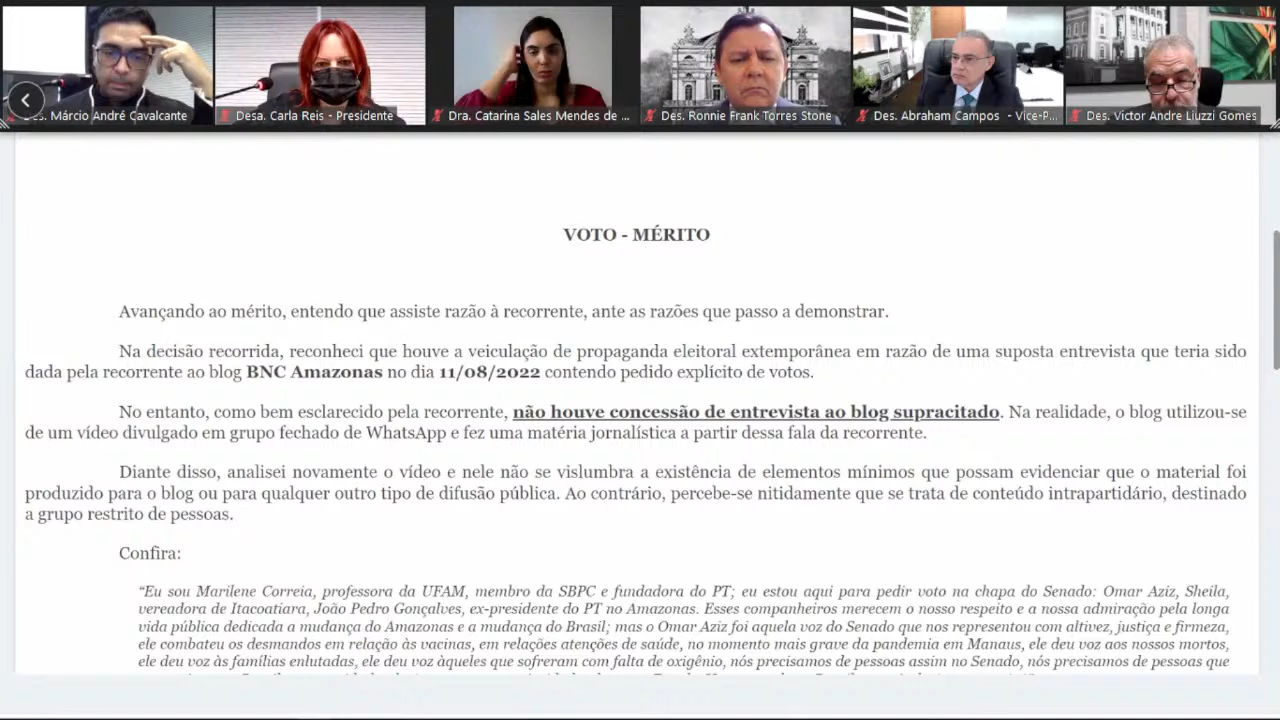 Des. Márcio André Cavalcante
Desa. Carla Reis - Presidente
Dra. Catarina Sales Mendes de ...
Des. Ronnie Frank Torres Stone
Des. Abraham Campos - Vice-P...
Des. Victor Andre Liuzzi Gomes
VOTO - MÉRITO
Avançando ao mérito, entendo que assiste razão à recorrente, ante as razões que passo a demonstrar.
Na decisão recorrida, reconheci que houve a veiculação de propaganda eleitoral extemporânea em razão de uma suposta entrevista que teria sido
dada pela recorrente ao blog BNC Amazonas no dia 11/08/2022 contendo pedido explícito de votos.
No entanto, como bem esclarecido pela recorrente, não houve concessão de entrevista ao blog supracitado. Na realidade, o blog utilizou-se
de um vídeo divulgado em grupo fechado de WhatsApp e fez uma matéria jornalística a partir dessa fala da recorrente.
Diante disso, analisei novamente o vídeo e nele não se vislumbra a existência de elementos mínimos que possam evidenciar que o material foi
produzido para o blog ou para qualquer outro tipo de difusão pública. Ao contrário, percebe-se nitidamente que se trata de conteúdo intrapartidário, destinado
a grupo restrito de pessoas.
Confira:
“Eu sou Marilene Correia, professora da UFAM, membro da SBPC e fundadora do PT; eu estou aqui para pedir voto na chapa do Senado: Omar Aziz, Sheila,
vereadora de Itacoatiara, João Pedro Gonçalves, ex-presidente do PT no Amazonas. Esses companheiros merecem o nosso respeito e a nossa admiração pela longa
vida pública dedicada a mudança do Amazonas e a mudança do Brasil; mas o Omar Aziz foi aquela voz do Senado que nos representou com altivez, justiça e firmeza,
ele combateu os desmandos em relação às vacinas, em relações atenções de saúde, no momento mais grave da pandemia em Manaus, ele deu voz aos nossos mortos,
ele deu voz às famílias enlutadas, ele deu voz àqueles que sofreram com falta de oxigênio, nós precisamos de pessoas assim no Senado, nós precisamos de pessoas que